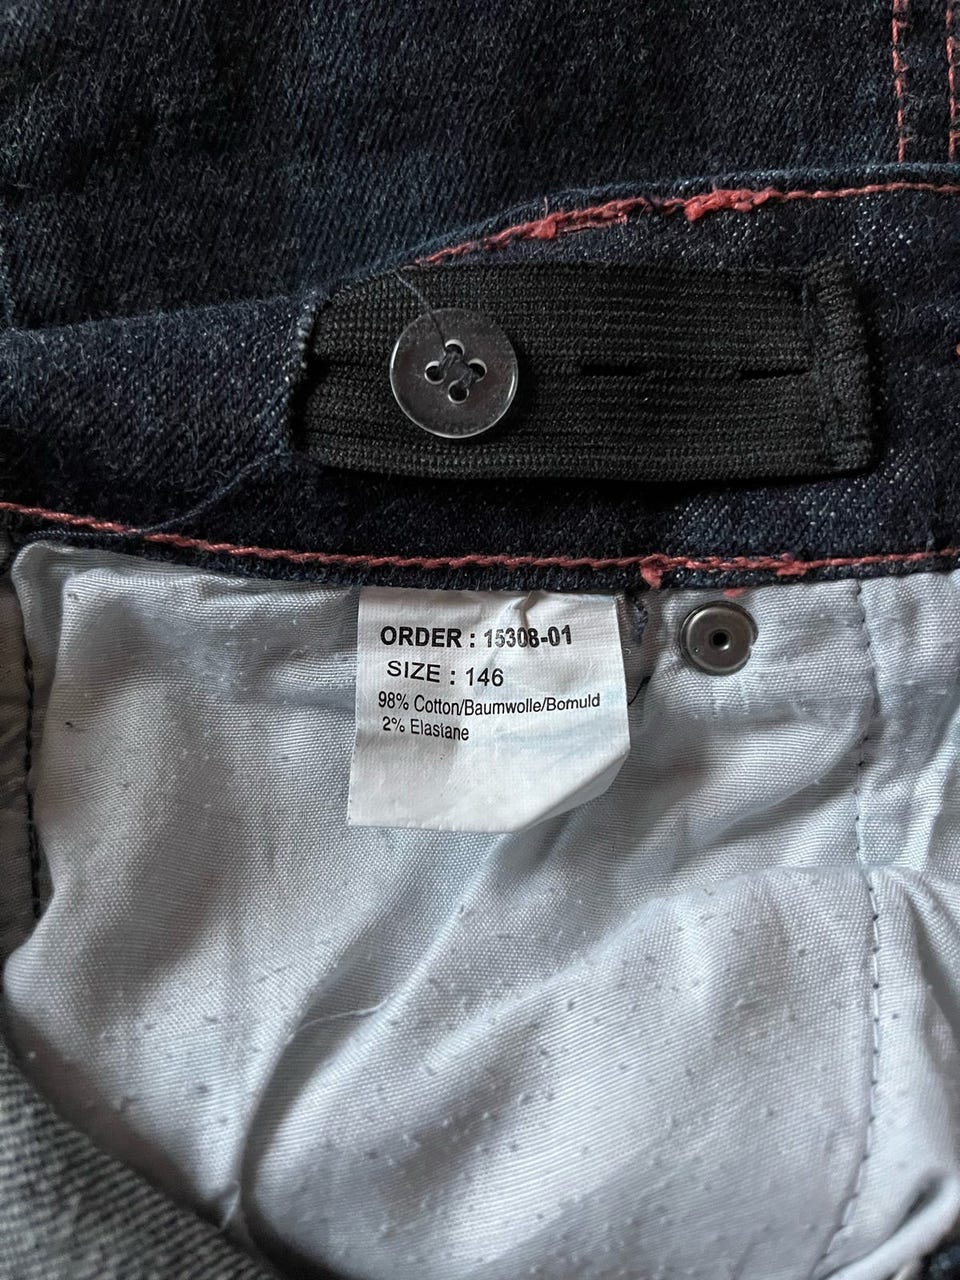 ORDER : 15308-01
SIZE : 146
98% Cotton/Baumwolle/Bomuld
2% Elastane